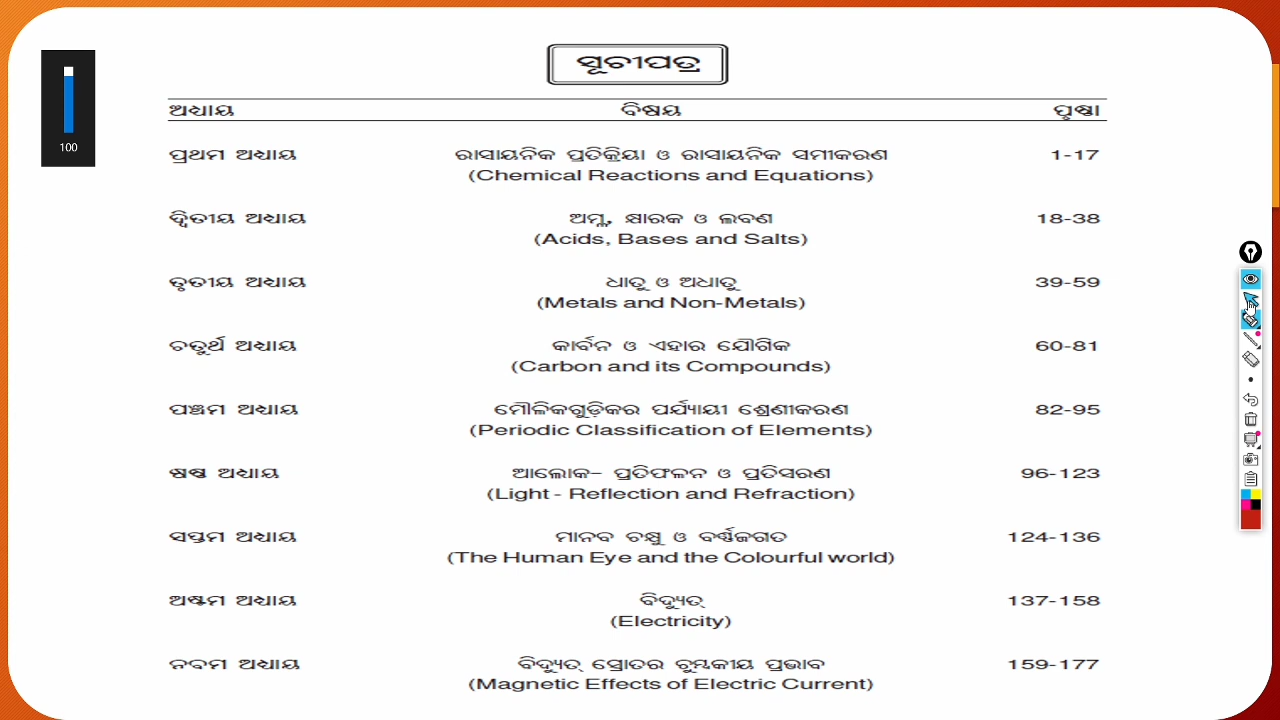 ସୂଚୀପତ୍ର
100
ଅଧ୍ୟାୟ ବିଷୟ ପୃଷ୍ଠା
ପ୍ରଥମ ଅଧ୍ୟାୟ ରାସାୟନିକ ପ୍ରତିକ୍ରିୟା ଓ ରାସାୟନିକ ସମୀକରଣ 1-17
(Chemical Reactions and Equations)
ଦ୍ୱିତୀୟ ଅଧ୍ୟାୟ ଅମ୍ଳ, କ୍ଷାରକ ଓ ଲବଣ 18-38
(Acids, Bases and Salts)
ତୃତୀୟ ଅଧ୍ୟାୟ ଧାତୁ ଓ ଅଧାତୁ 39-59
(Metals and Non-Metals)
ଚତୁର୍ଥ ଅଧ୍ୟାୟ କାର୍ବନ ଓ ଏହାର ଯୌଗିକ 60-81
(Carbon and its Compounds)
ପଞ୍ଚମ ଅଧ୍ୟାୟ ମୌଳିକଗୁଡ଼ିକର ପର୍ଯ୍ୟାୟୀ ଶ୍ରେଣୀକରଣ 82-95
(Periodic Classification of Elements)
ଷଷ୍ଠ ଅଧ୍ୟାୟ ଆଲୋକ– ପ୍ରତିଫଳନ ଓ ପ୍ରତିସରଣ 96-123
(Light - Reflection and Refraction)
ସପ୍ତମ ଅଧ୍ୟାୟ ମାନବ ଚକ୍ଷୁ ଓ ବର୍ଣ୍ଣଜଗତ 124-136
(The Human Eye and the Colourful world)
ଅଷ୍ଟମ ଅଧ୍ୟାୟ ବିଦ୍ୟୁତ୍ 137-158
(Electricity)
ନବମ ଅଧ୍ୟାୟ ବିଦ୍ୟୁତ୍ ସ୍ରୋତର ଚୁମ୍ବକୀୟ ପ୍ରଭାବ 159-177
(Magnetic Effects of Electric Current)